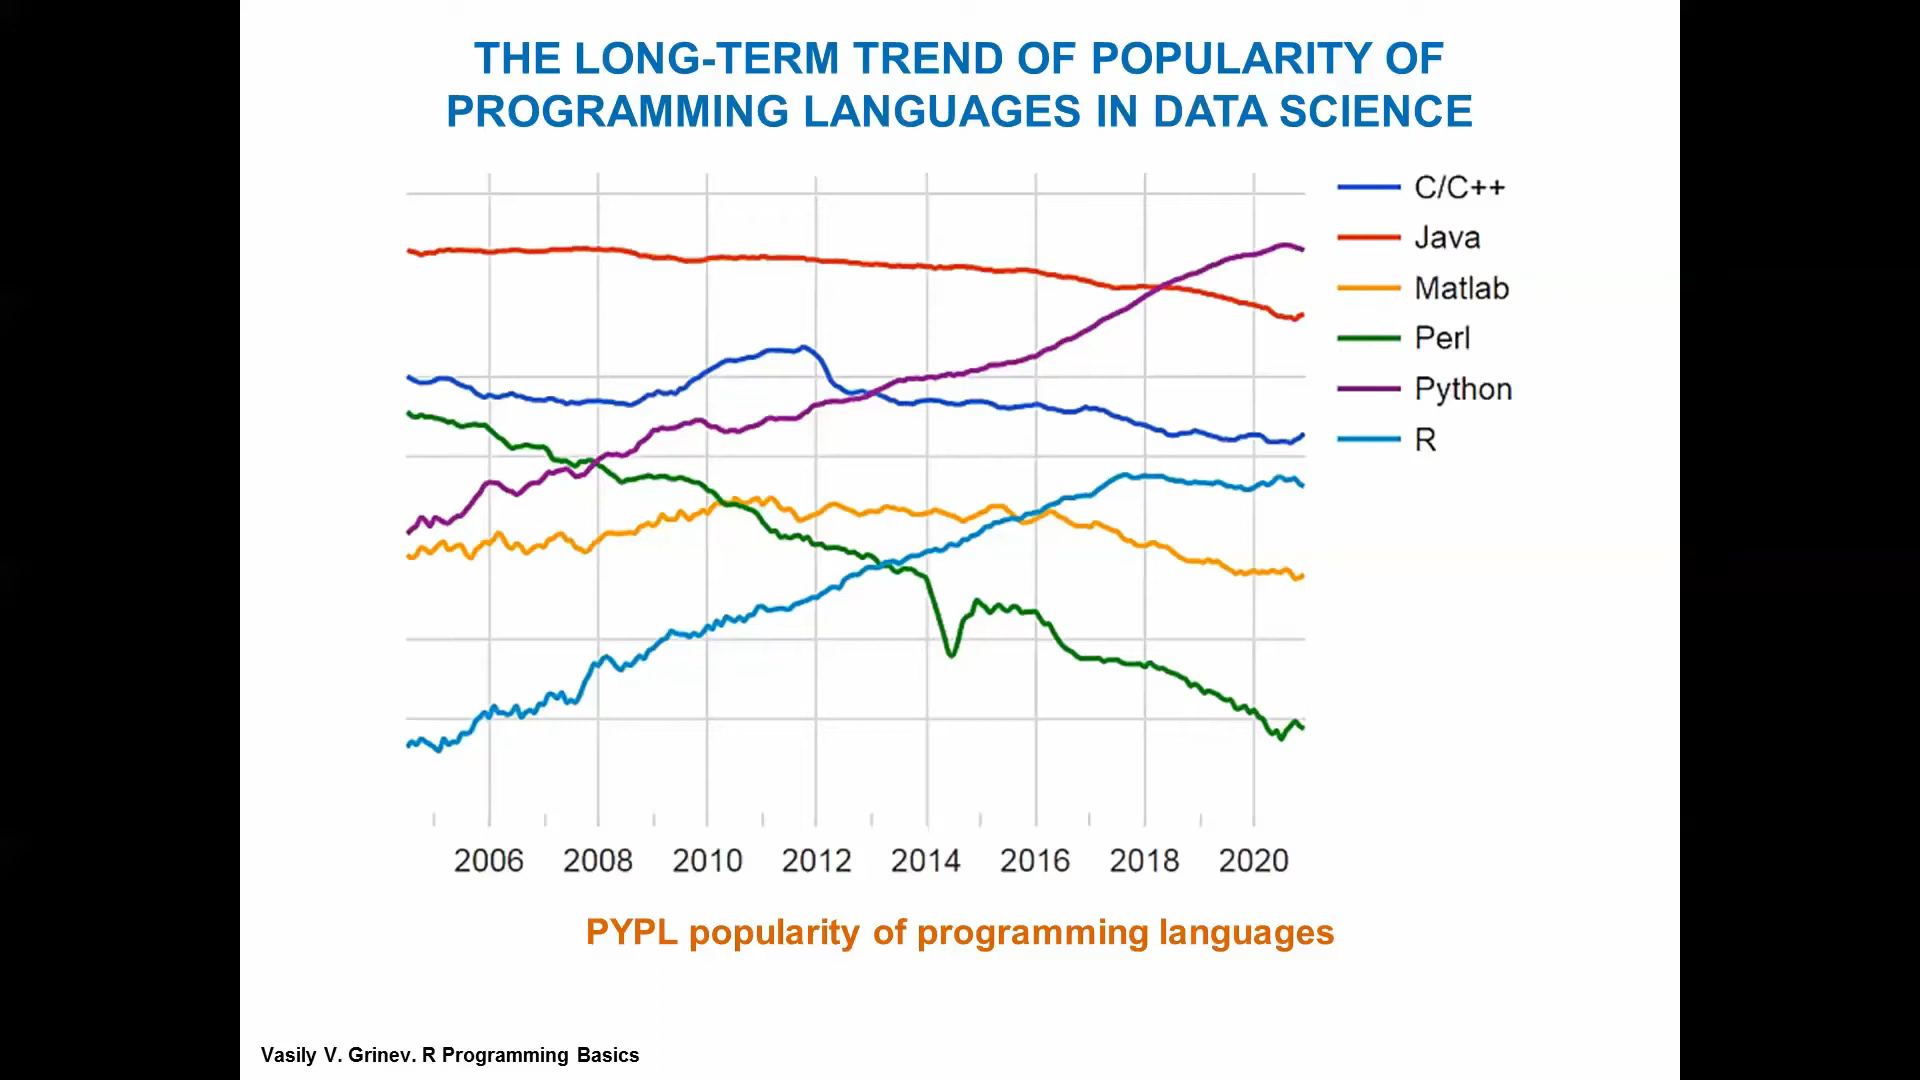 THE LONG-TERM TREND OF POPULARITY OF
PROGRAMMING LANGUAGES IN DATA SCIENCE
C/C++
Java
Matlab
Perl
Python
R
2006 2008 2010 2012 2014 2016 2018 2020
PYPL popularity of programming languages
Vasily V. Grinev. R Programming Basics